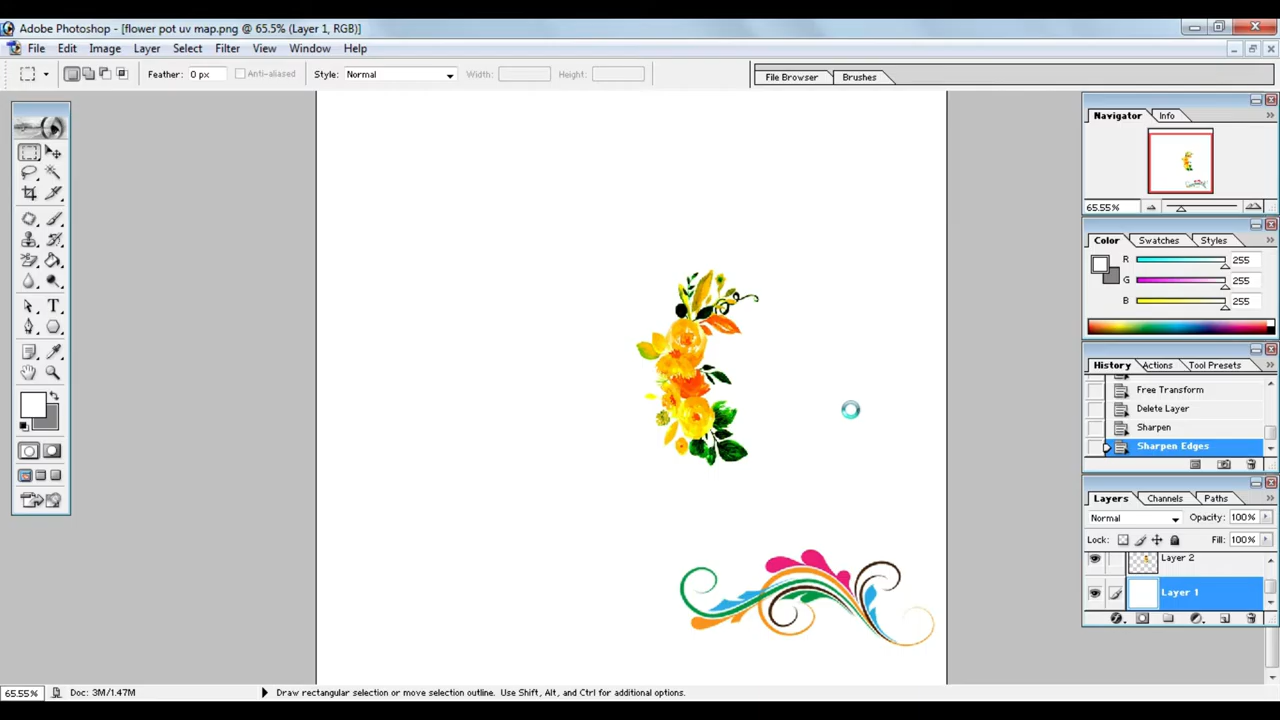 Adobe Photoshop - [flower pot uv map.png @ 65.5% (Layer 1, RGB)]
File Edit Image Layer Select Filter View Window Help
Feather: 0 px Anti-aliased Style: Normal Width: Height: File Browser Brushes
Navigator Info
65.55%
Color Swatches Styles
R 255
G 255
B 255
History Actions Tool Presets
Free Transform
Delete Layer
Sharpen
Sharpen Edges
Layers Channels Paths
Normal Opacity: 100%
Lock: Fill: 100%
Layer 2
Layer 1
65.55% Doc: 3M/1.47M Draw rectangular selection or move selection outline. Use Shift, Alt, and Ctrl for additional options.